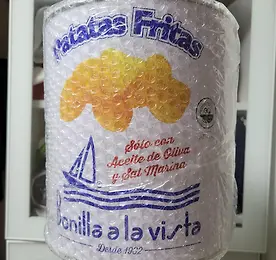 Patatas Fritas
Sólo con
Aceite de Oliva
y Sal Marina
Bonilla a la vista
Desde 1932